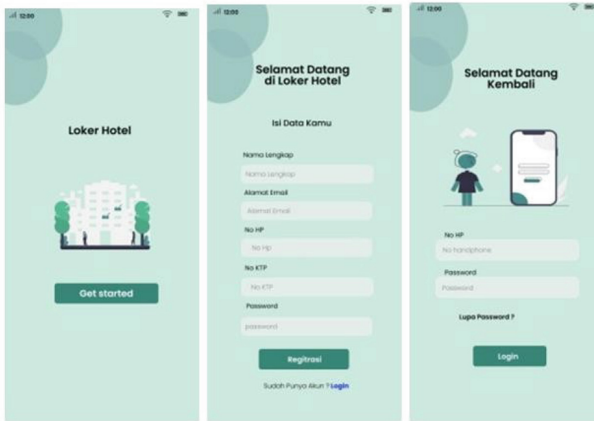 12:00
Loker Hotel
Get started
12:00
Selamat Datang
di Loker Hotel
Isi Data Kamu
Nama Lengkap
Nama Lengkap
Alamat Email
Alamat Email
No HP
No Hp
No KTP
No KTP
Password
password
Regitrasi
Sudah Punya Akun ? Login
12:00
Selamat Datang
Kembali
No HP
No handphone
Password
Password
Lupa Password ?
Login